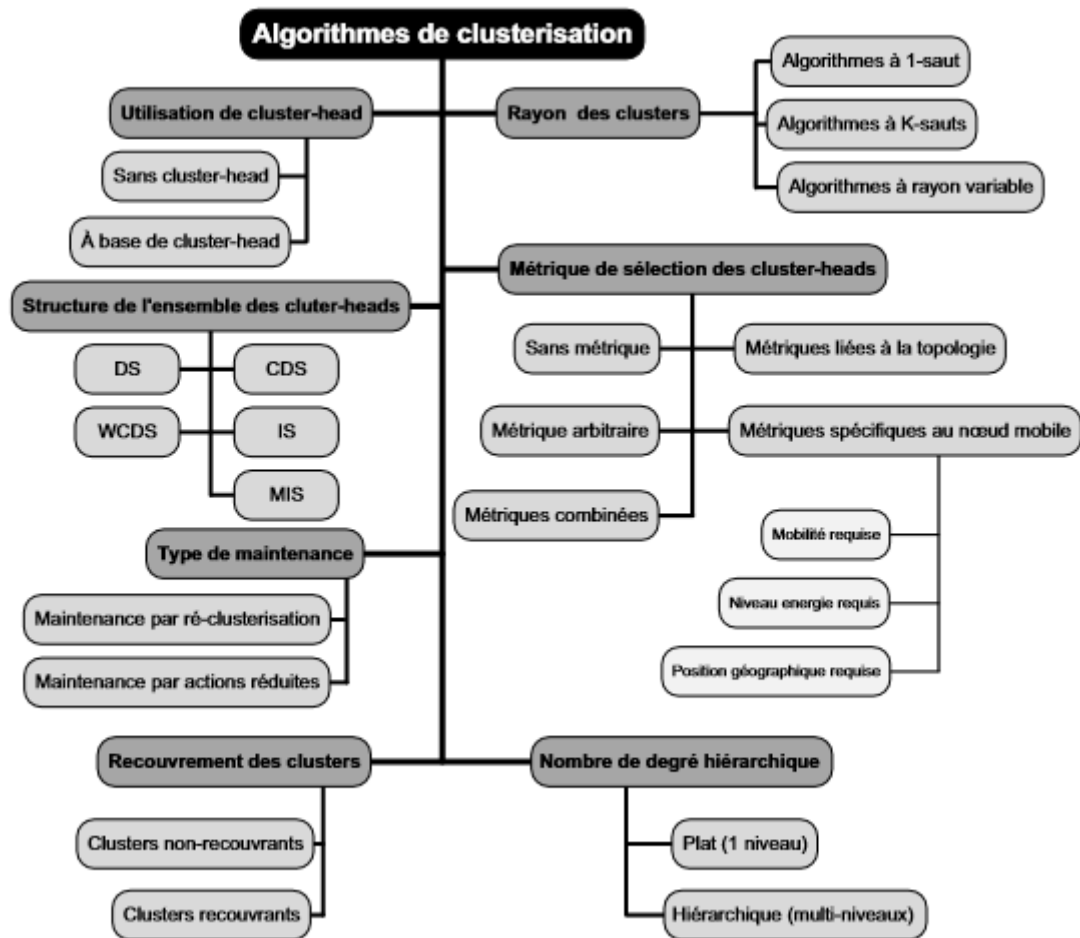 Algorithmes de clusterisation
Utilisation de cluster-head
Sans cluster-head
À base de cluster-head
Rayon des clusters
Algorithmes à 1-saut
Algorithmes à K-sauts
Algorithmes à rayon variable
Structure de l'ensemble des cluter-heads
DS
CDS
WCDS
IS
MIS
Métrique de sélection des cluster-heads
Sans métrique
Métriques liées à la topologie
Métrique arbitraire
Métriques spécifiques au nœud mobile
Métriques combinées
Mobilité requise
Niveau energie requis
Position géographique requise
Type de maintenance
Maintenance par ré-clusterisation
Maintenance par actions réduites
Recouvrement des clusters
Clusters non-recouvrants
Clusters recouvrants
Nombre de degré hiérarchique
Plat (1 niveau)
Hiérarchique (multi-niveaux)